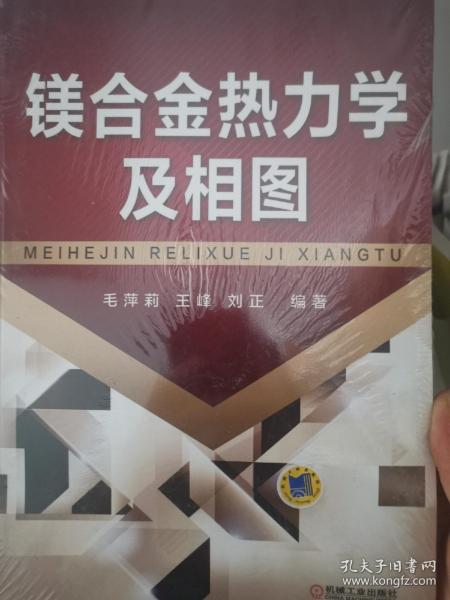 镁合金热力学
及相图
MEIHEJIN RELIXUE JI XIANGTU
毛萍莉 王峰 刘正 编著
机械工业出版社
CHINA MACHINE
孔夫子旧书网
www.kongfz.com